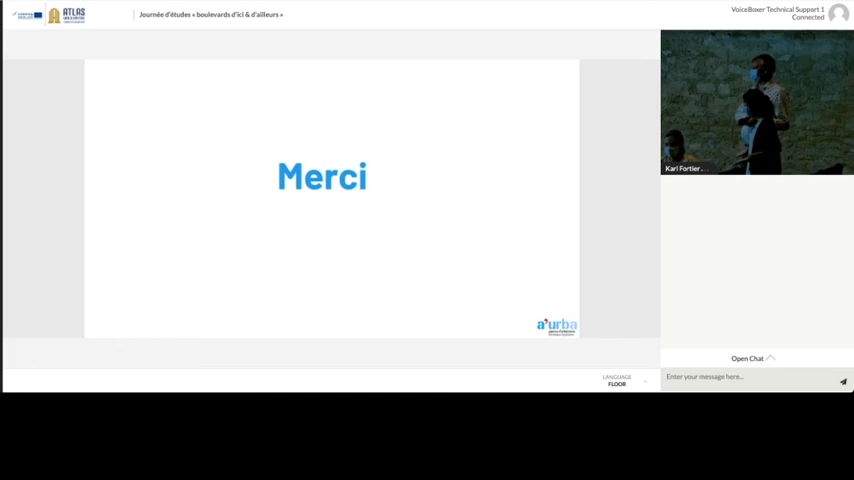 ATLAS
Journée d'études « boulevards d'ici & d'ailleurs »
VoiceBoxer Technical Support 1
Connected
Merci
Karl Fortier ...
a'urba
Open Chat
LANGUAGE
FLOOR
Enter your message here...